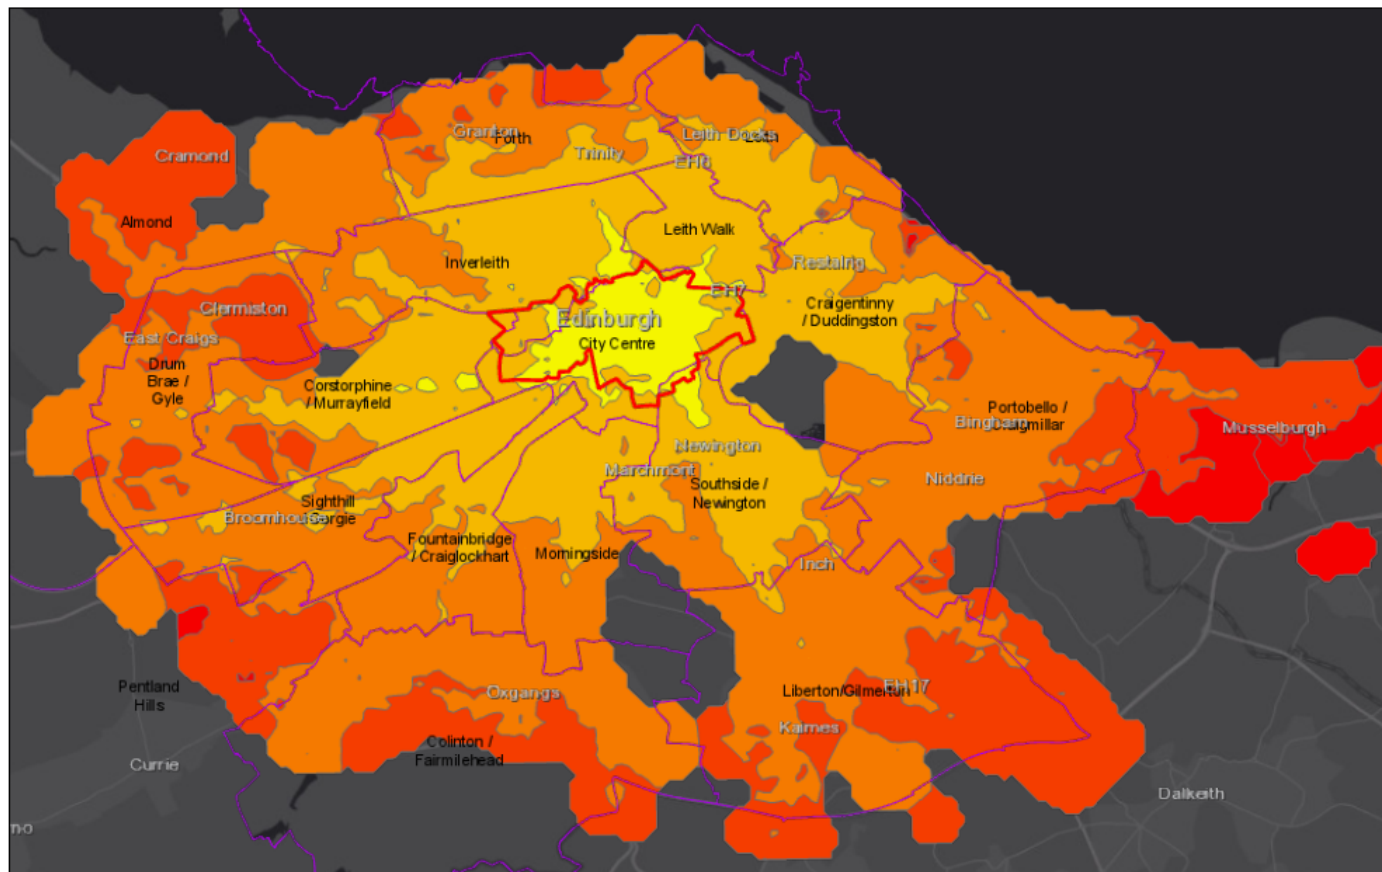 Cramond
Granton
Forth
Trinity
Leith Docks
Leith
EH6
Almond
Leith Walk
Inverleith
Restalrig
Clermiston
EH7
Craigentinny
/ Duddingston
Edinburgh
City Centre
East Craigs
Drum
Brae /
Gyle
Corstorphine
/ Murrayfield
Portobello /
Craigmillar
Bingham
Musselburgh
Newington
Marchmont
Southside /
Newington
Niddrie
Sighthill
/ Gorgie
Broomhouse
Fountainbridge
/ Craiglockhart
Morningside
Inch
Pentland
Hills
Oxgangs
Liberton/Gilmerton
EH17
Kaimes
Colinton /
Fairmilehead
Currie
Dalkeith